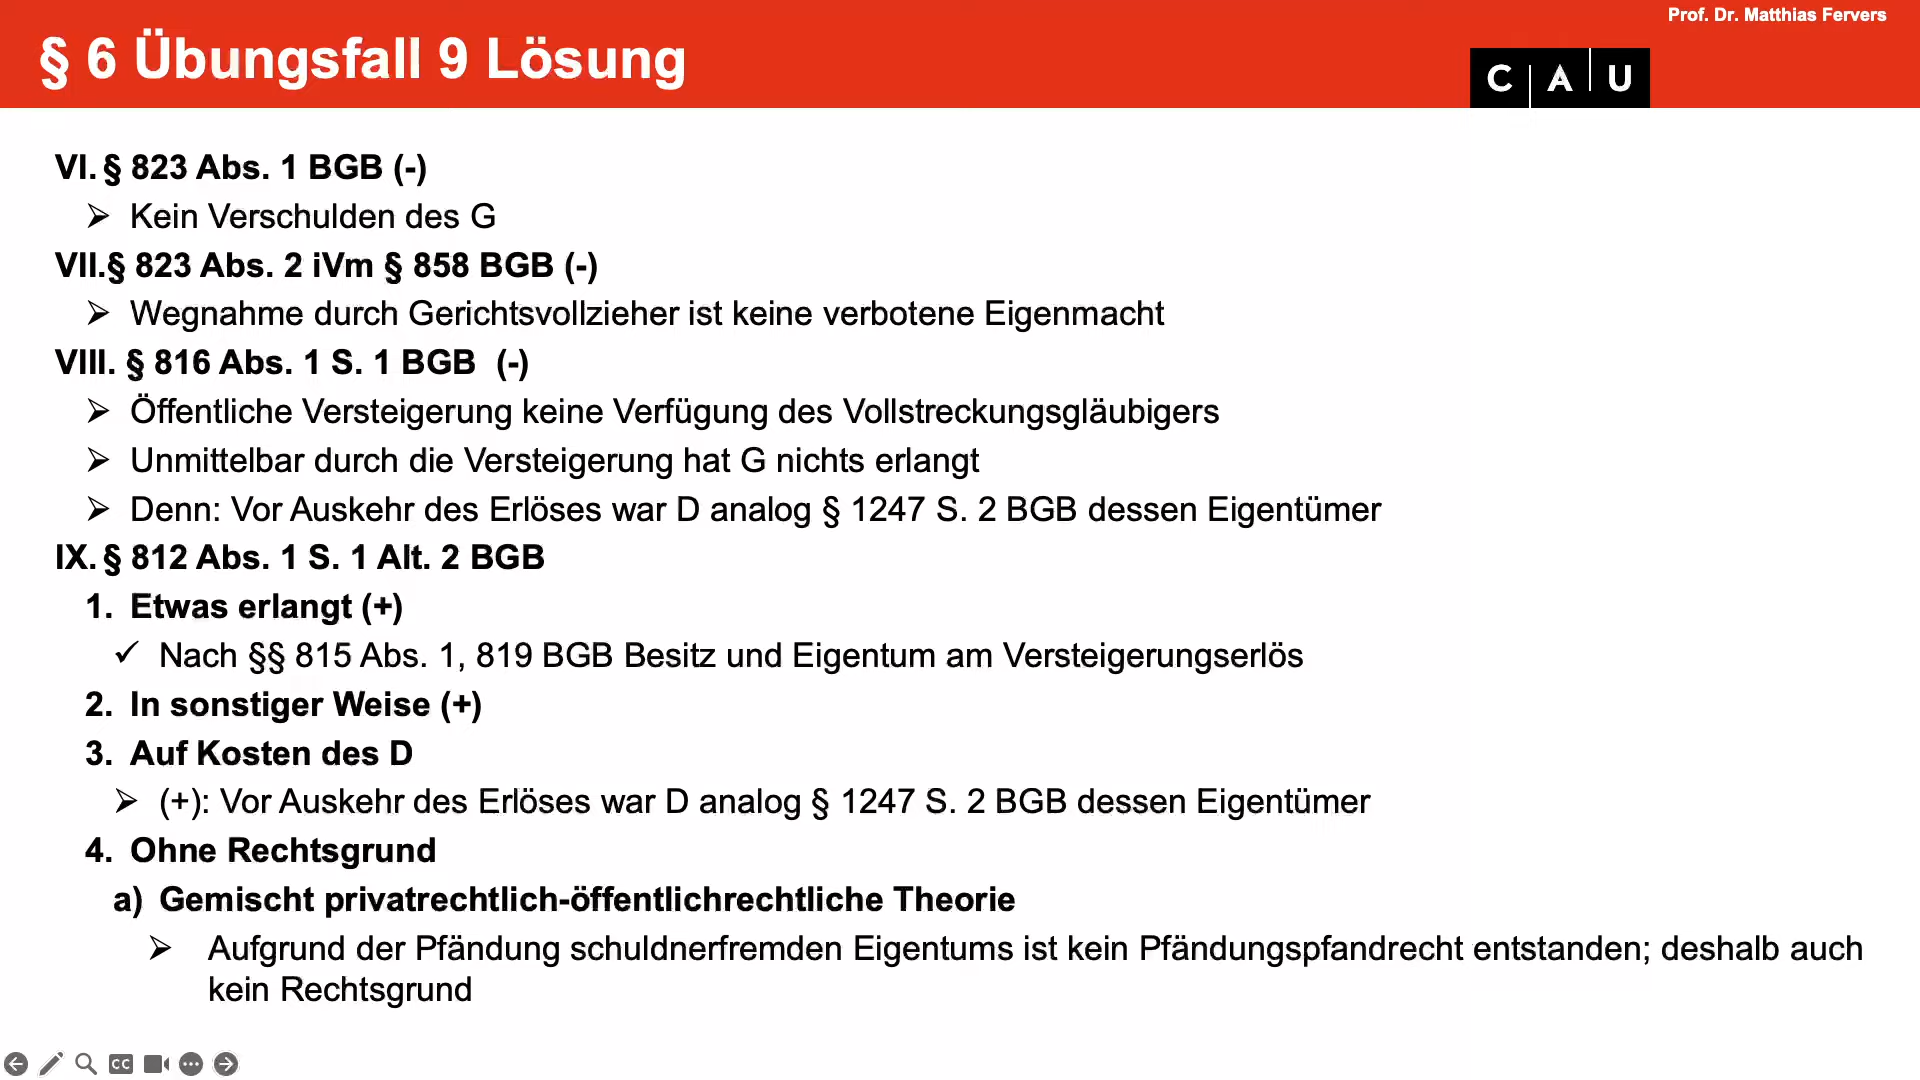 Prof. Dr. Matthias Fervers
§ 6 Übungsfall 9 Lösung
C A U
VI. § 823 Abs. 1 BGB (-)
➢ Kein Verschulden des G
VII.§ 823 Abs. 2 iVm § 858 BGB (-)
➢ Wegnahme durch Gerichtsvollzieher ist keine verbotene Eigenmacht
VIII. § 816 Abs. 1 S. 1 BGB (-)
➢ Öffentliche Versteigerung keine Verfügung des Vollstreckungsgläubigers
➢ Unmittelbar durch die Versteigerung hat G nichts erlangt
➢ Denn: Vor Auskehr des Erlöses war D analog § 1247 S. 2 BGB dessen Eigentümer
IX. § 812 Abs. 1 S. 1 Alt. 2 BGB
1. Etwas erlangt (+)
✓ Nach §§ 815 Abs. 1, 819 BGB Besitz und Eigentum am Versteigerungserlös
2. In sonstiger Weise (+)
3. Auf Kosten des D
➢ (+): Vor Auskehr des Erlöses war D analog § 1247 S. 2 BGB dessen Eigentümer
4. Ohne Rechtsgrund
a) Gemischt privatrechtlich-öffentlichrechtliche Theorie
➢ Aufgrund der Pfändung schuldnerfremden Eigentums ist kein Pfändungspfandrecht entstanden; deshalb auch
kein Rechtsgrund
CC